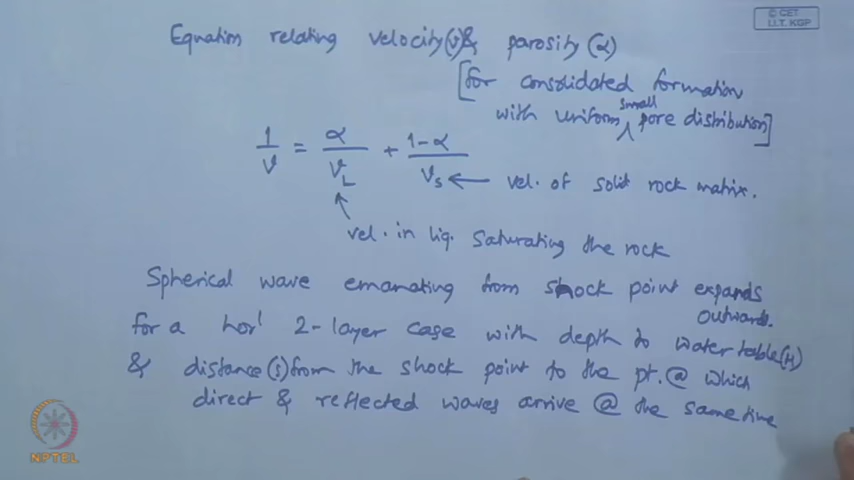 © CET
I.I.T. KGP
Equation relating velocity (v) & porosity (α)
[for consolidated formation
with uniform small pore distribution]
1/v = α/v_L + 1-α/v_s ← vel. of solid rock matrix.
vel. in liq. saturating the rock
Spherical wave emanating from shock point expands
outwards.
for a hor'l 2-layer case with depth to water table (H)
& distance (s) from the shock point to the pt. @ which
direct & reflected waves arrive @ the same time
NPTEL